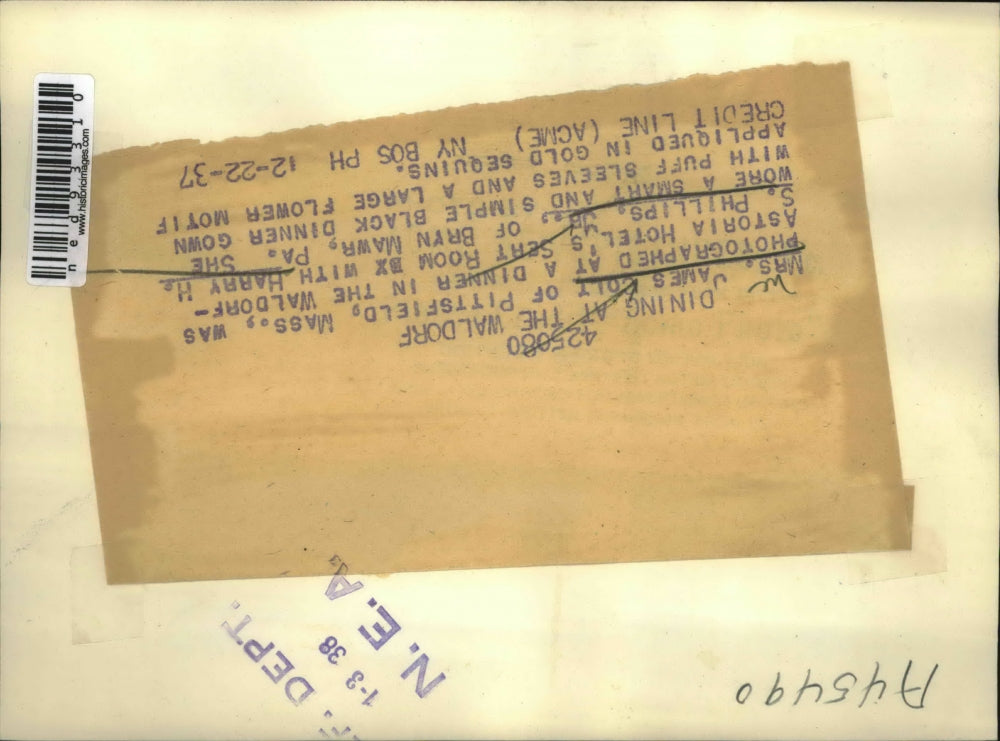 425080
DINING AT THE WALDORF
MRS. JAMES COLT OF PITTSFIELD, MASS., WAS
PHOTOGRAPHED AT A DINNER IN THE WALDORF-
ASTORIA HOTEL'S SERT ROOM BX WITH HARRY H.
S. PHILLIPS, JR., OF BRYN MAWR, PA. SHE
WORE A SMART AND SIMPLE BLACK DINNER GOWN
WITH PUFF SLEEVES AND A LARGE FLOWER MOTIF
APPLIQUED IN GOLD SEQUINS.
CREDIT LINE (ACME) NY BOS PH 12-22-37
A45490
F. DEPT.
1-3 38
N. E. A.
www.historicimages.com
ned93310